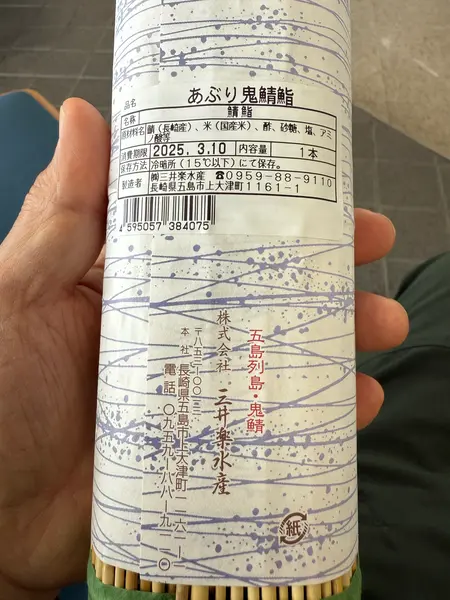 品名 あぶり鬼鯖鮨
名称 鯖鮨
原材料名 鯖(長崎産)、米(国産米)、酢、砂糖、塩、アミ
ノ酸等
消費期限 2025. 3.10 内容量 1本
保存方法 冷暗所(15℃以下)にて保存。
製造者 ㈲三井楽水産 ☎0959-88-9110
長崎県五島市上大津町1161-1
4595057384075
五島列島・鬼鯖
株式会社 三井楽水産
〒八五三-〇〇三一
本社 長崎県五島市上大津町一一六一-一
電話 〇九五九-八八-九一一〇
紙